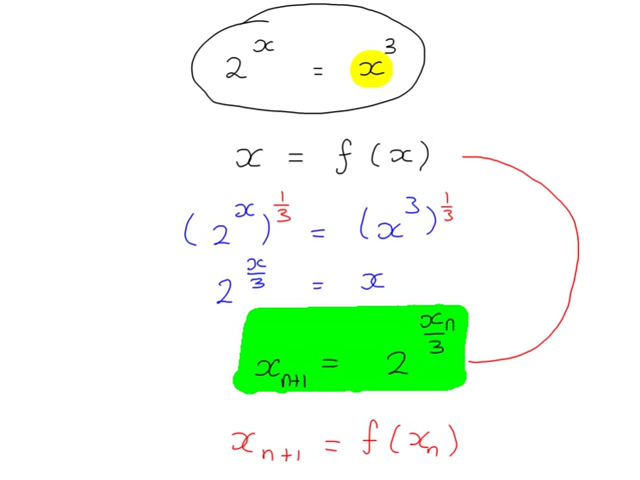 2^x = x^3
x = f(x)
(2^x)^{1/3} = (x^3)^{1/3}
2^{x/3} = x
x_{n+1} = 2^{x_n/3}
x_{n+1} = f(x_n)